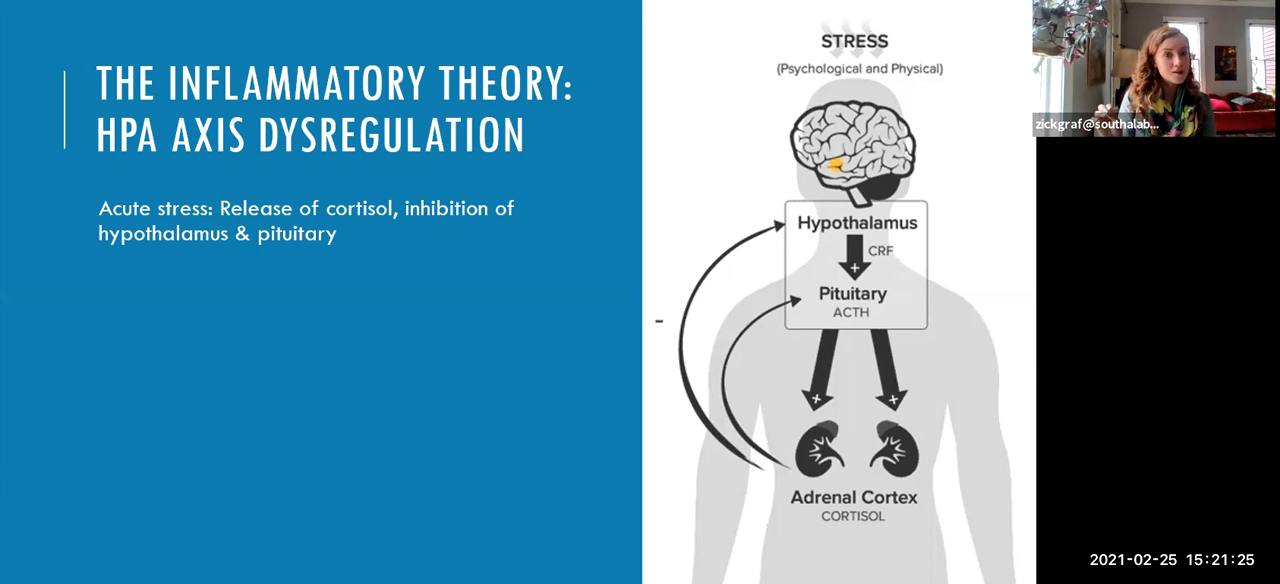 THE INFLAMMATORY THEORY:
HPA AXIS DYSREGULATION
Acute stress: Release of cortisol, inhibition of
hypothalamus & pituitary
STRESS
(Psychological and Physical)
Hypothalamus
CRF
+
Pituitary
ACTH
-
+ +
Adrenal Cortex
CORTISOL
zickgraf@southalab...
2021-02-25 15:21:25